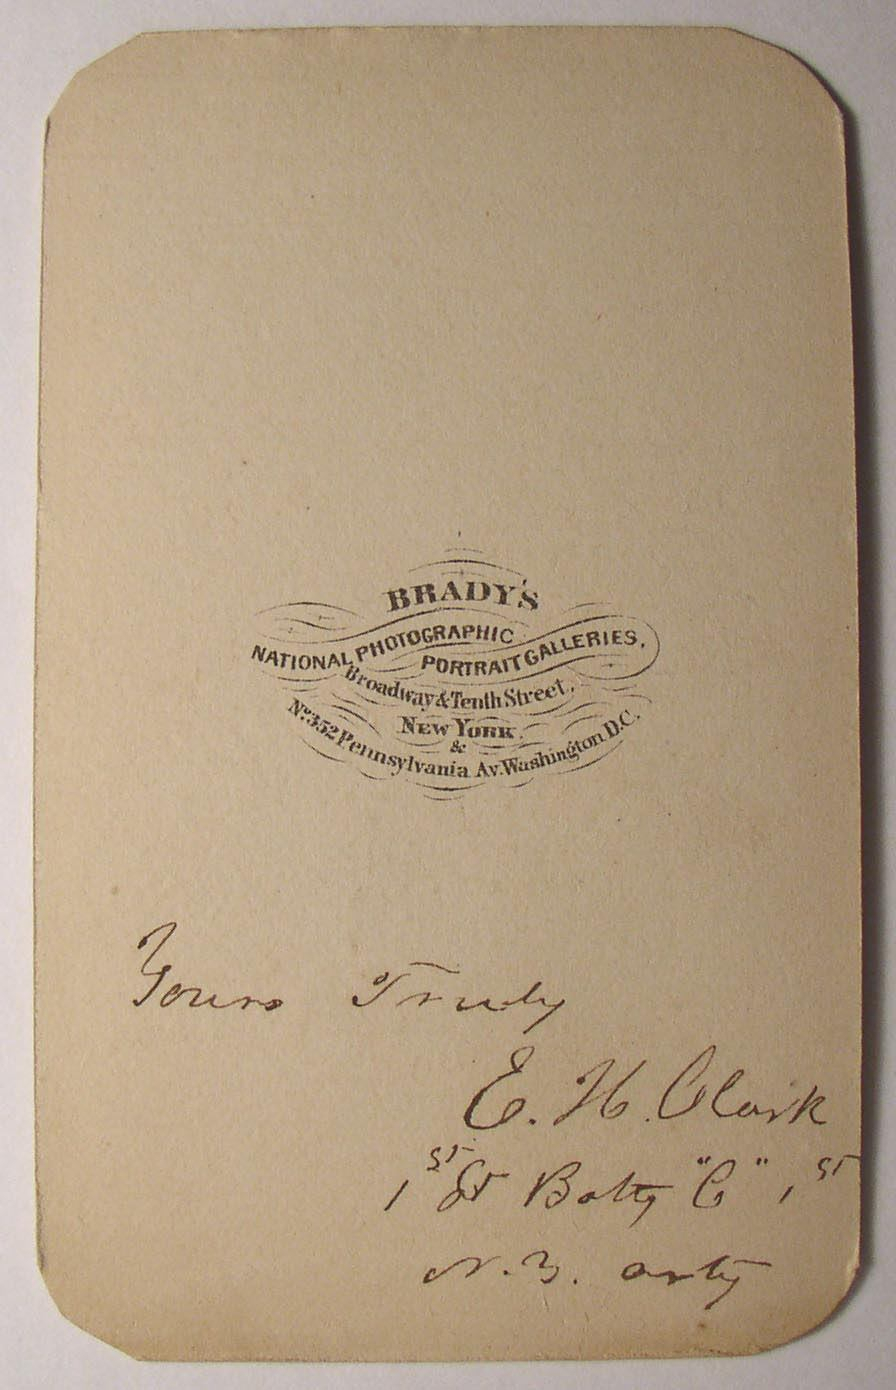 BRADY'S
NATIONAL PHOTOGRAPHIC
PORTRAIT GALLERIES,
Broadway & Tenth Street,
NEW YORK.
&
No. 352 Pennsylvania Av. Washington D.C.
Yours Truly
E. H. Clark
1st Lt Batty "C" 1st
N. Y. arty